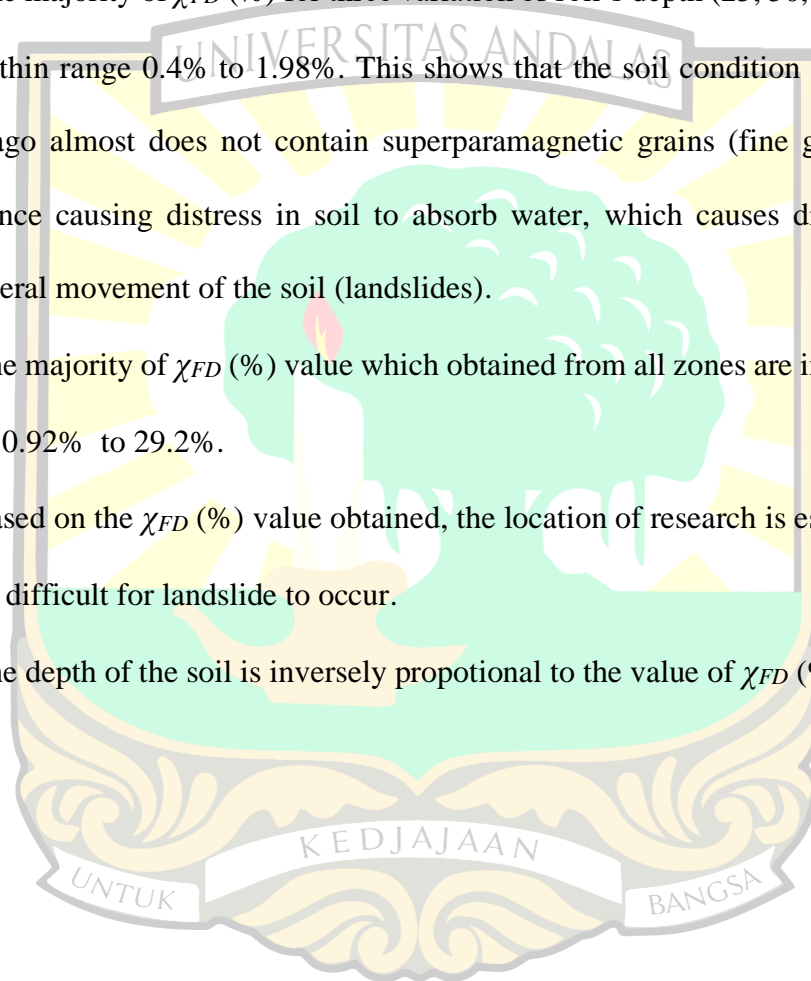 majority of χFD (%) for three variation of soil's depth (25, 50,
UNIVERSITAS ANDALAS
thin range 0.4% to 1.98%. This shows that the soil condition
ago almost does not contain superparamagnetic grains (fine
nce causing distress in soil to absorb water, which causes
eral movement of the soil (landslides).
he majority of χFD (%) value which obtained from all zones are
0.92% to 29.2%.
ased on the χFD (%) value obtained, the location of research is
difficult for landslide to occur.
he depth of the soil is inversely propotional to the value of χFD
KEDJAJAAN
UNTUK
BANGSA